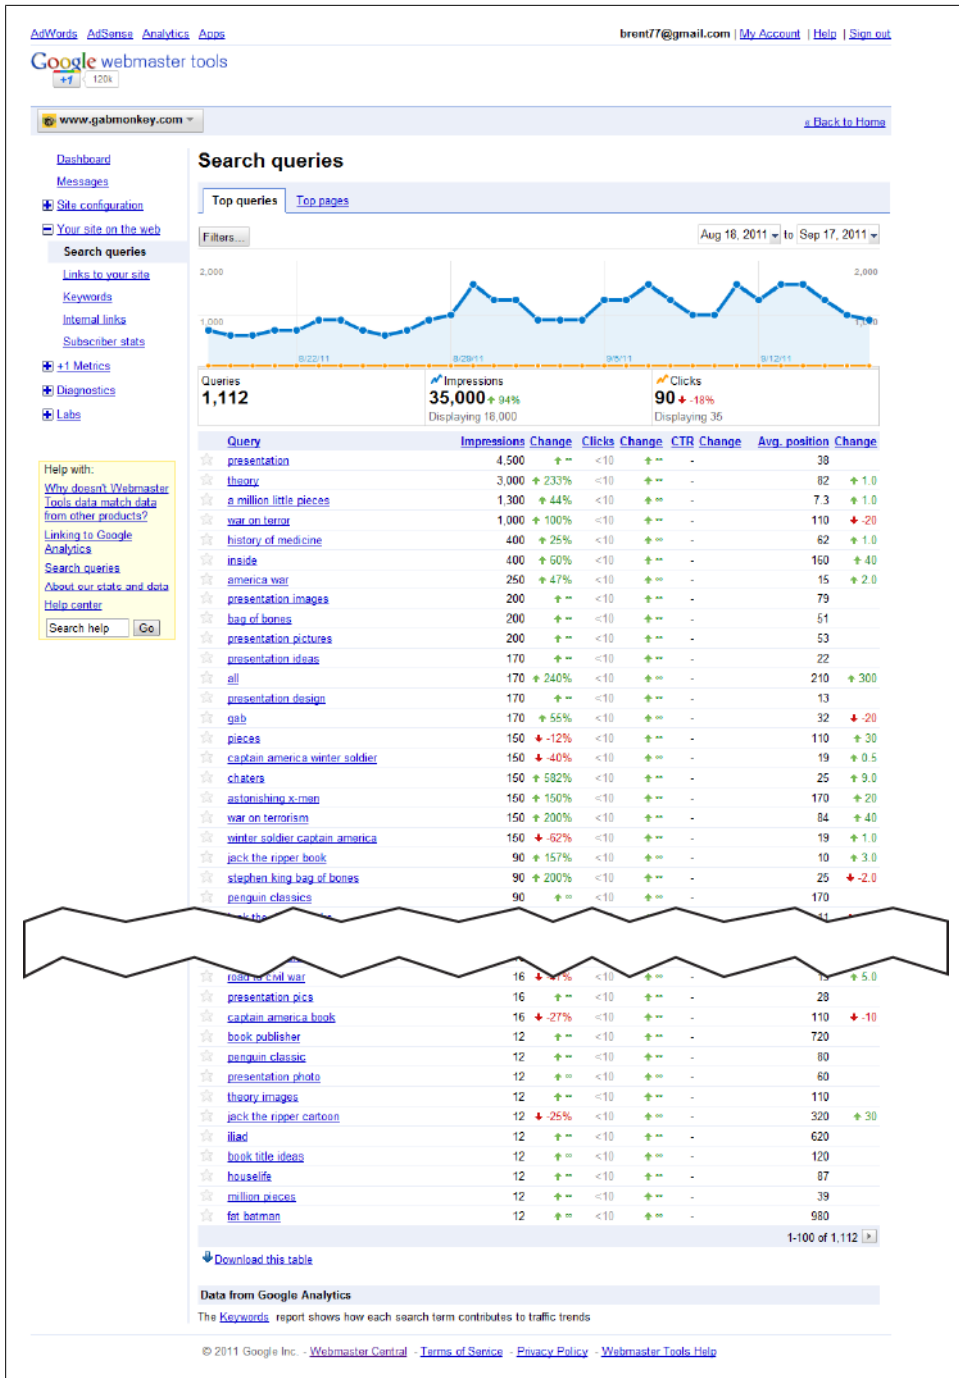 AdWords AdSense Analytics Apps
brent77@gmail.com | My Account | Help | Sign out
Google webmaster tools
+1 120k
www.gabmonkey.com
« Back to Home
Dashboard
Messages
Site configuration
Your site on the web
Search queries
Links to your site
Keywords
Internal links
Subscriber stats
+1 Metrics
Diagnostics
Labs
Help with:
Why doesn't Webmaster
Tools data match data
from other products?
Linking to Google
Analytics
Search queries
About our stats and data
Help center
Search help Go
Search queries
Top queries Top pages
Filters... Aug 18, 2011 to Sep 17, 2011
2,000 2,000
1,000 1,000
8/22/11 8/29/11 9/5/11 9/12/11
Queries Impressions Clicks
1,112 35,000 94% 90 -18%
Displaying 18,000 Displaying 35
Query Impressions Change Clicks Change CTR Change Avg. position Change
presentation 4,500 ∞ <10 ∞ - 38
theory 3,000 233% <10 ∞ - 82 1.0
a million little pieces 1,300 44% <10 ∞ - 7.3 1.0
war on terror 1,000 100% <10 ∞ - 110 -20
history of medicine 400 25% <10 ∞ - 62 1.0
inside 400 60% <10 ∞ - 160 40
america war 250 47% <10 ∞ - 15 2.0
presentation images 200 ∞ <10 ∞ - 79
bag of bones 200 ∞ <10 ∞ - 51
presentation pictures 200 ∞ <10 ∞ - 53
presentation ideas 170 ∞ <10 ∞ - 22
all 170 240% <10 ∞ - 210 300
presentation design 170 ∞ <10 ∞ - 13
gab 170 55% <10 ∞ - 32 -20
pieces 150 -12% <10 ∞ - 110 30
captain america winter soldier 150 -40% <10 ∞ - 19 0.5
chaters 150 582% <10 ∞ - 25 9.0
astonishing x-men 150 150% <10 ∞ - 170 20
war on terrorism 150 200% <10 ∞ - 84 40
winter soldier captain america 150 -62% <10 ∞ - 19 1.0
jack the ripper book 90 157% <10 ∞ - 10 3.0
stephen king bag of bones 90 200% <10 ∞ - 25 -2.0
penguin classics 90 ∞ <10 ∞ - 170
road to civil war 16 <10 ∞ - 5.0
presentation pics 16 ∞ <10 ∞ - 28
captain america book 16 -27% <10 ∞ - 110 -10
book publisher 12 ∞ <10 ∞ - 720
penguin classic 12 ∞ <10 ∞ - 80
presentation photo 12 ∞ <10 ∞ - 60
theory images 12 ∞ <10 ∞ - 110
jack the ripper cartoon 12 -25% <10 ∞ - 320 30
iliad 12 ∞ <10 ∞ - 620
book title ideas 12 ∞ <10 ∞ - 120
houselife 12 ∞ <10 ∞ - 87
million pieces 12 ∞ <10 ∞ - 39
fat batman 12 ∞ <10 ∞ - 980
1-100 of 1,112
Download this table
Data from Google Analytics
The Keywords report shows how each search term contributes to traffic trends
© 2011 Google Inc. - Webmaster Central - Terms of Service - Privacy Policy - Webmaster Tools Help